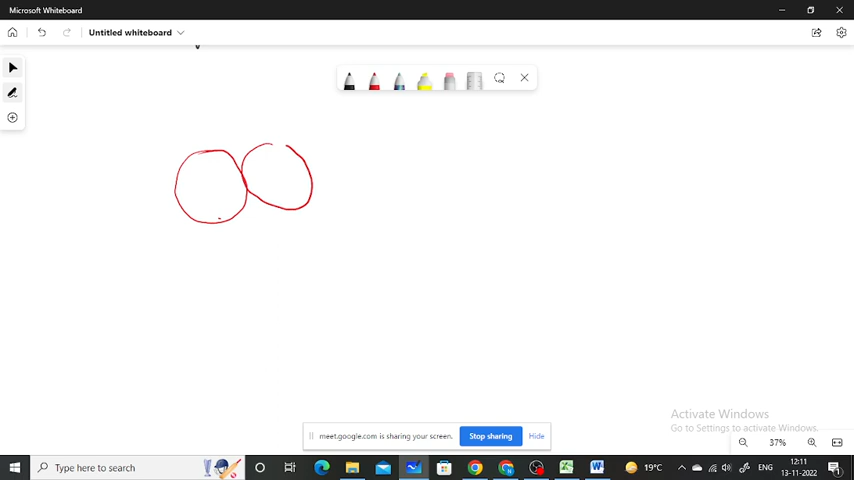 Microsoft Whiteboard
Untitled whiteboard
meet.google.com is sharing your screen.
Stop sharing
Hide
Activate Windows
Go to Settings to activate Windows.
37%
Type here to search
19°C
ENG
12:11
13-11-2022